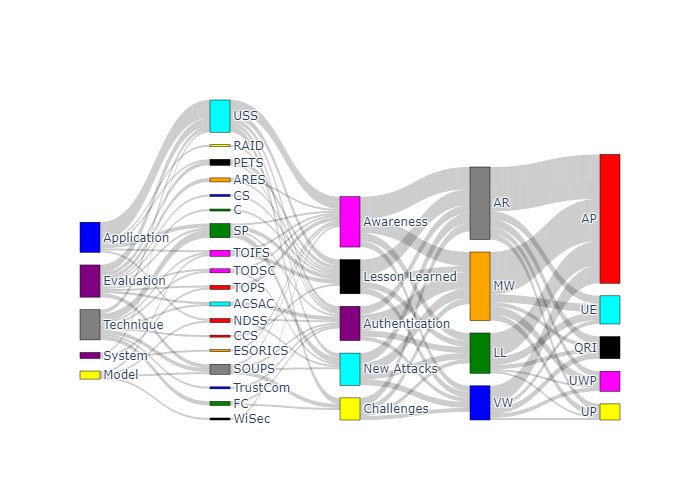 Application
Evaluation
Technique
System
Model
USS
RAID
PETS
ARES
CS
C
SP
TOIFS
TODSC
TOPS
ACSAC
NDSS
CCS
ESORICS
SOUPS
TrustCom
FC
WiSec
Awareness
Lesson Learned
Authentication
New Attacks
Challenges
AR
MW
LL
VW
AP
UE
QRI
UWP
UP